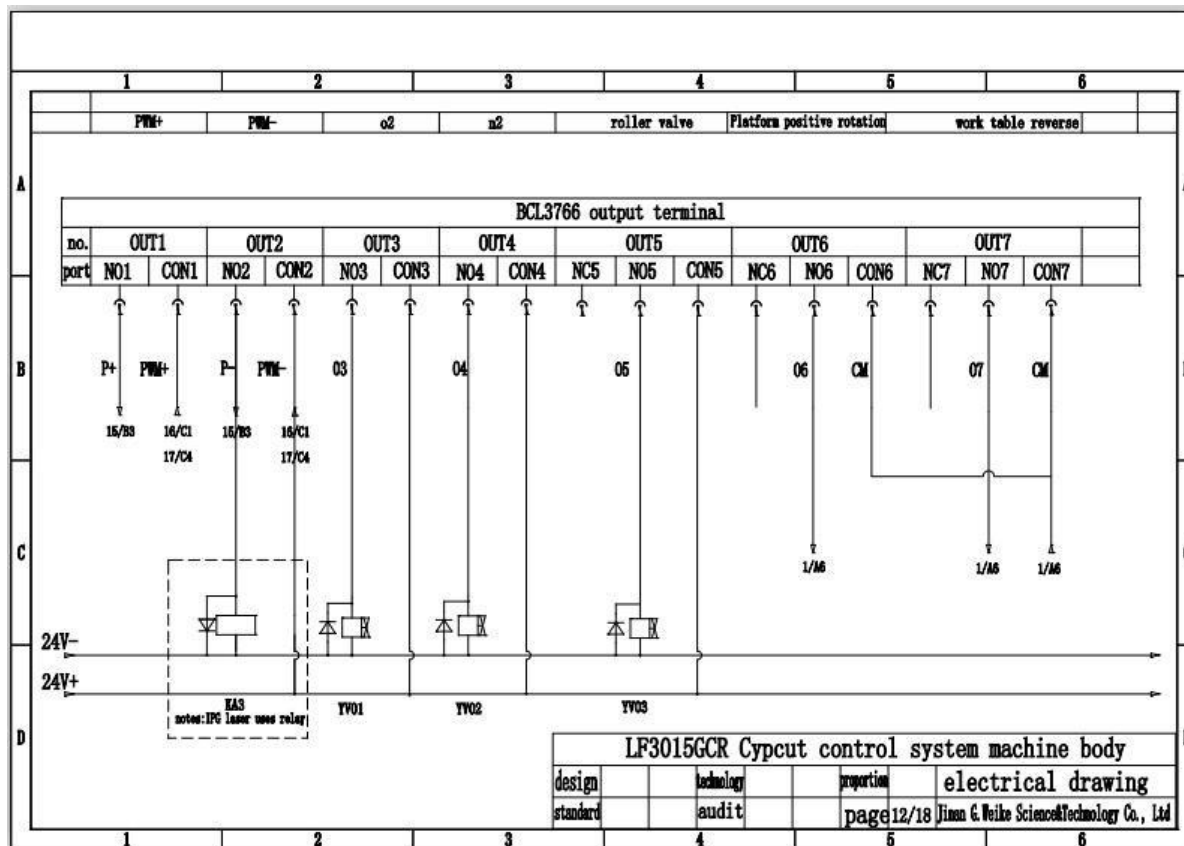 1 2 3 4 5 6
PWM+ PWM- o2 n2 roller valve Platform positive rotation work table reverse
A
BCL3766 output terminal
no. OUT1 OUT2 OUT3 OUT4 OUT5 OUT6 OUT7
port NO1 CON1 NO2 CON2 NO3 CON3 NO4 CON4 NC5 NO5 CON5 NC6 NO6 CON6 NC7 NO7 CON7
B P+ PWM+ P- PWM- 03 04 05 06 CM 07 CM
15/B3 16/C1 15/B3 16/C1
17/C4 17/C4
C
1/A6 1/A6 1/A6
24V-
24V+
KA3 YV01 YV02 YV03
notes:IPG laser uses relay
D
LF3015GCR Cypcut control system machine body
design technology proportion electrical drawing
standard audit page 12/18 Jinan G.Weike Science&Technology Co., Ltd
1 2 3 4 5 6